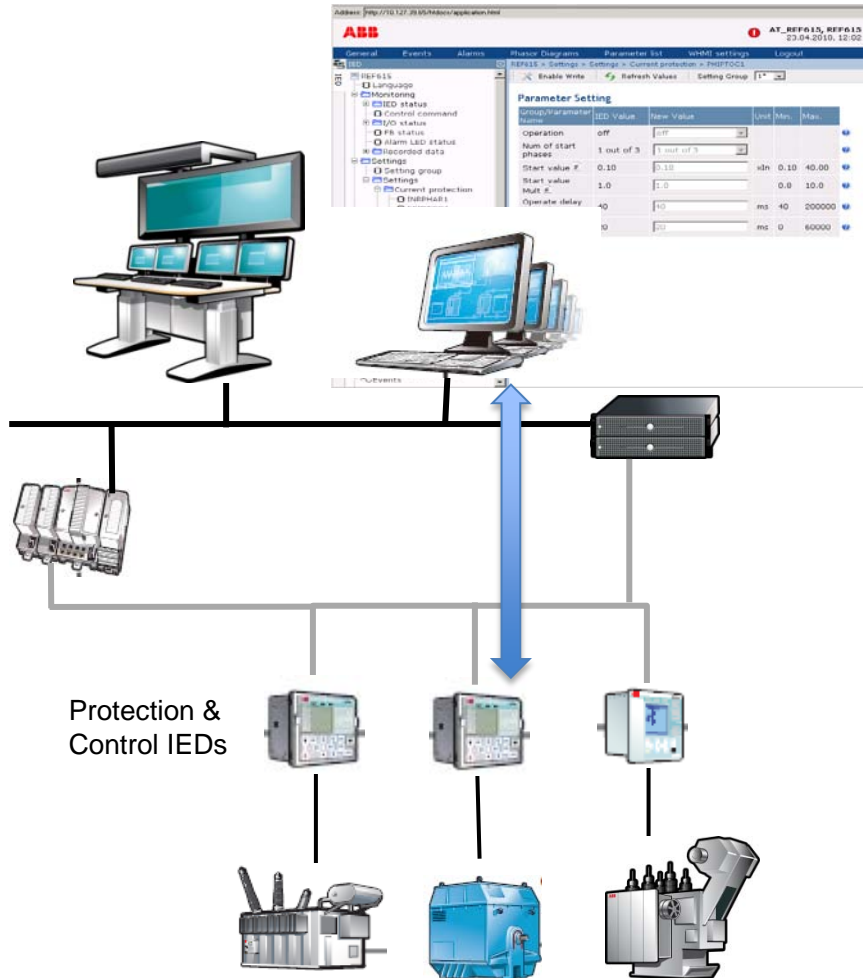 Address: http://10.127.39.85/htdocs/application.html
ABB
AT_REF615, REF615
23.04.2010, 12:02
General Events Alarms Phasor Diagrams Parameter list WHMI settings Logout
IED
REF615 > Settings > Settings > Current protection > PHIPTOC1
IED
REF615
Language
Monitoring
IED status
Control command
I/O status
FB status
Alarm LED status
Recorded data
Settings
Setting group
Settings
Current protection
INRPHAR1
Events
Enable Write Refresh Values Setting Group 1*
Parameter Setting
Group/Parameter Name IED Value New Value Unit Min. Max.
Operation off off
Num of start phases 1 out of 3 1 out of 3
Start value 0.10 0.10 xIn 0.10 40.00
Start value Mult 1.0 1.0 0.0 10.0
Operate delay 40 40 ms 40 200000
20 ms 0 60000
Protection &
Control IEDs